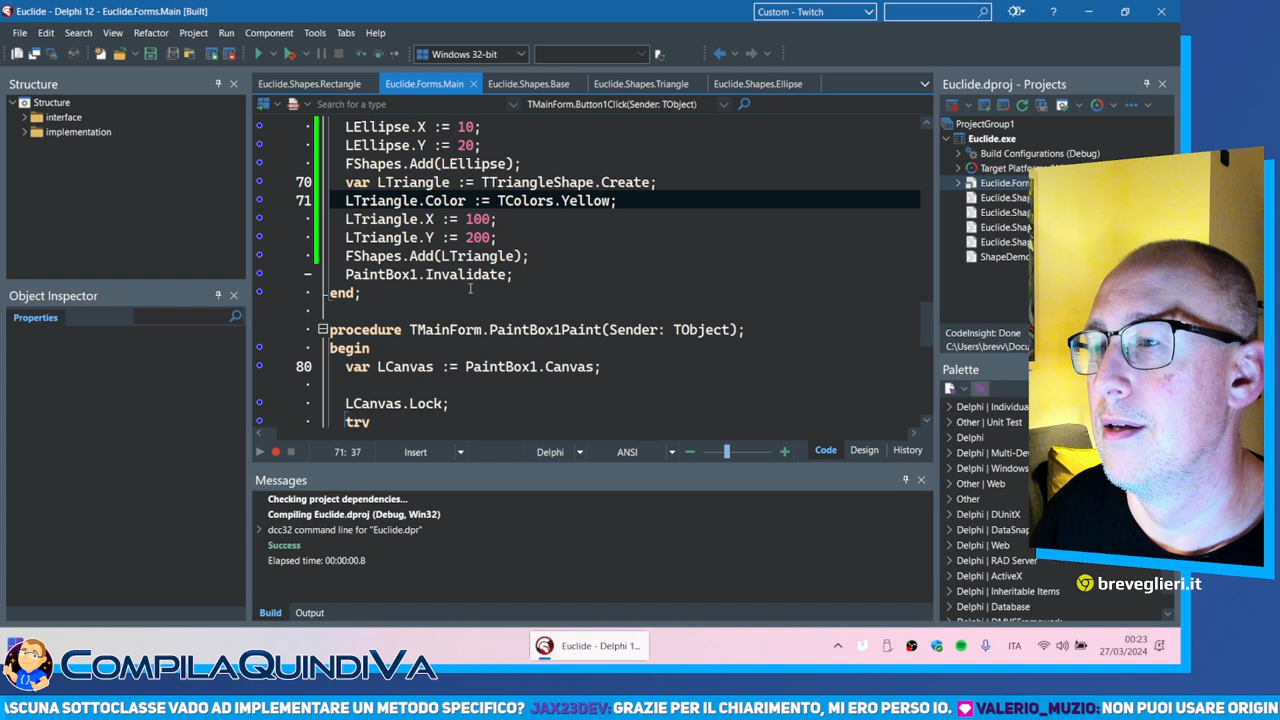 Euclide - Delphi 12 - Euclide.Forms.Main [Built]
Custom - Twitch
File Edit Search View Refactor Project Run Component Tools Tabs Help
Windows 32-bit
Structure
Structure
interface
implementation
Object Inspector
Properties
Euclide.Shapes.Rectangle Euclide.Forms.Main Euclide.Shapes.Base Euclide.Shapes.Triangle Euclide.Shapes.Ellipse
Search for a type TMainForm.Button1Click(Sender: TObject)
LEllipse.X := 10;
LEllipse.Y := 20;
FShapes.Add(LEllipse);
70 var LTriangle := TTriangleShape.Create;
71 LTriangle.Color := TColors.Yellow;
LTriangle.X := 100;
LTriangle.Y := 200;
FShapes.Add(LTriangle);
PaintBox1.Invalidate;
end;
procedure TMainForm.PaintBox1Paint(Sender: TObject);
begin
80 var LCanvas := PaintBox1.Canvas;
LCanvas.Lock;
try
71: 37 Insert Delphi ANSI Code Design History
Messages
Checking project dependencies...
Compiling Euclide.dproj (Debug, Win32)
dcc32 command line for "Euclide.dpr"
Success
Elapsed time: 00:00:00.8
Build Output
Euclide.dproj - Projects
ProjectGroup1
Euclide.exe
Build Configurations (Debug)
Target Platfor
Euclide.For
Euclide.Sha
Euclide.Sha
Euclide.Sha
Euclide.Sha
ShapeDemo
CodeInsight: Done
C:\Users\brevv\Docu
Palette
Delphi | Individua
Other | Unit Test
Delphi
Delphi | Multi-Dev
Delphi | Windows
Other | Web
Other
Delphi | DUnitX
Delphi | DataSnap
Delphi | Web
Delphi | RAD Server
Delphi | ActiveX
Delphi | Inheritable Items
Delphi | Database
breveglieri.it
Euclide - Delphi 1...
ITA
00:23
27/03/2024
COMPILAQUINDIVA
ASCUNA SOTTOCLASSE VADO AD IMPLEMENTARE UN METODO SPECIFICO? JAX23DEV: GRAZIE PER IL CHIARIMENTO, MI ERO PERSO IO. VALERIO_MUZIO: NON PUOI USARE ORIGIN